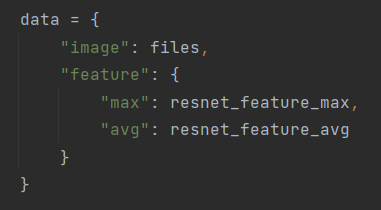 data = {
    "image": files,
    "feature": {
        "max": resnet_feature_max,
        "avg": resnet_feature_avg
    }
}